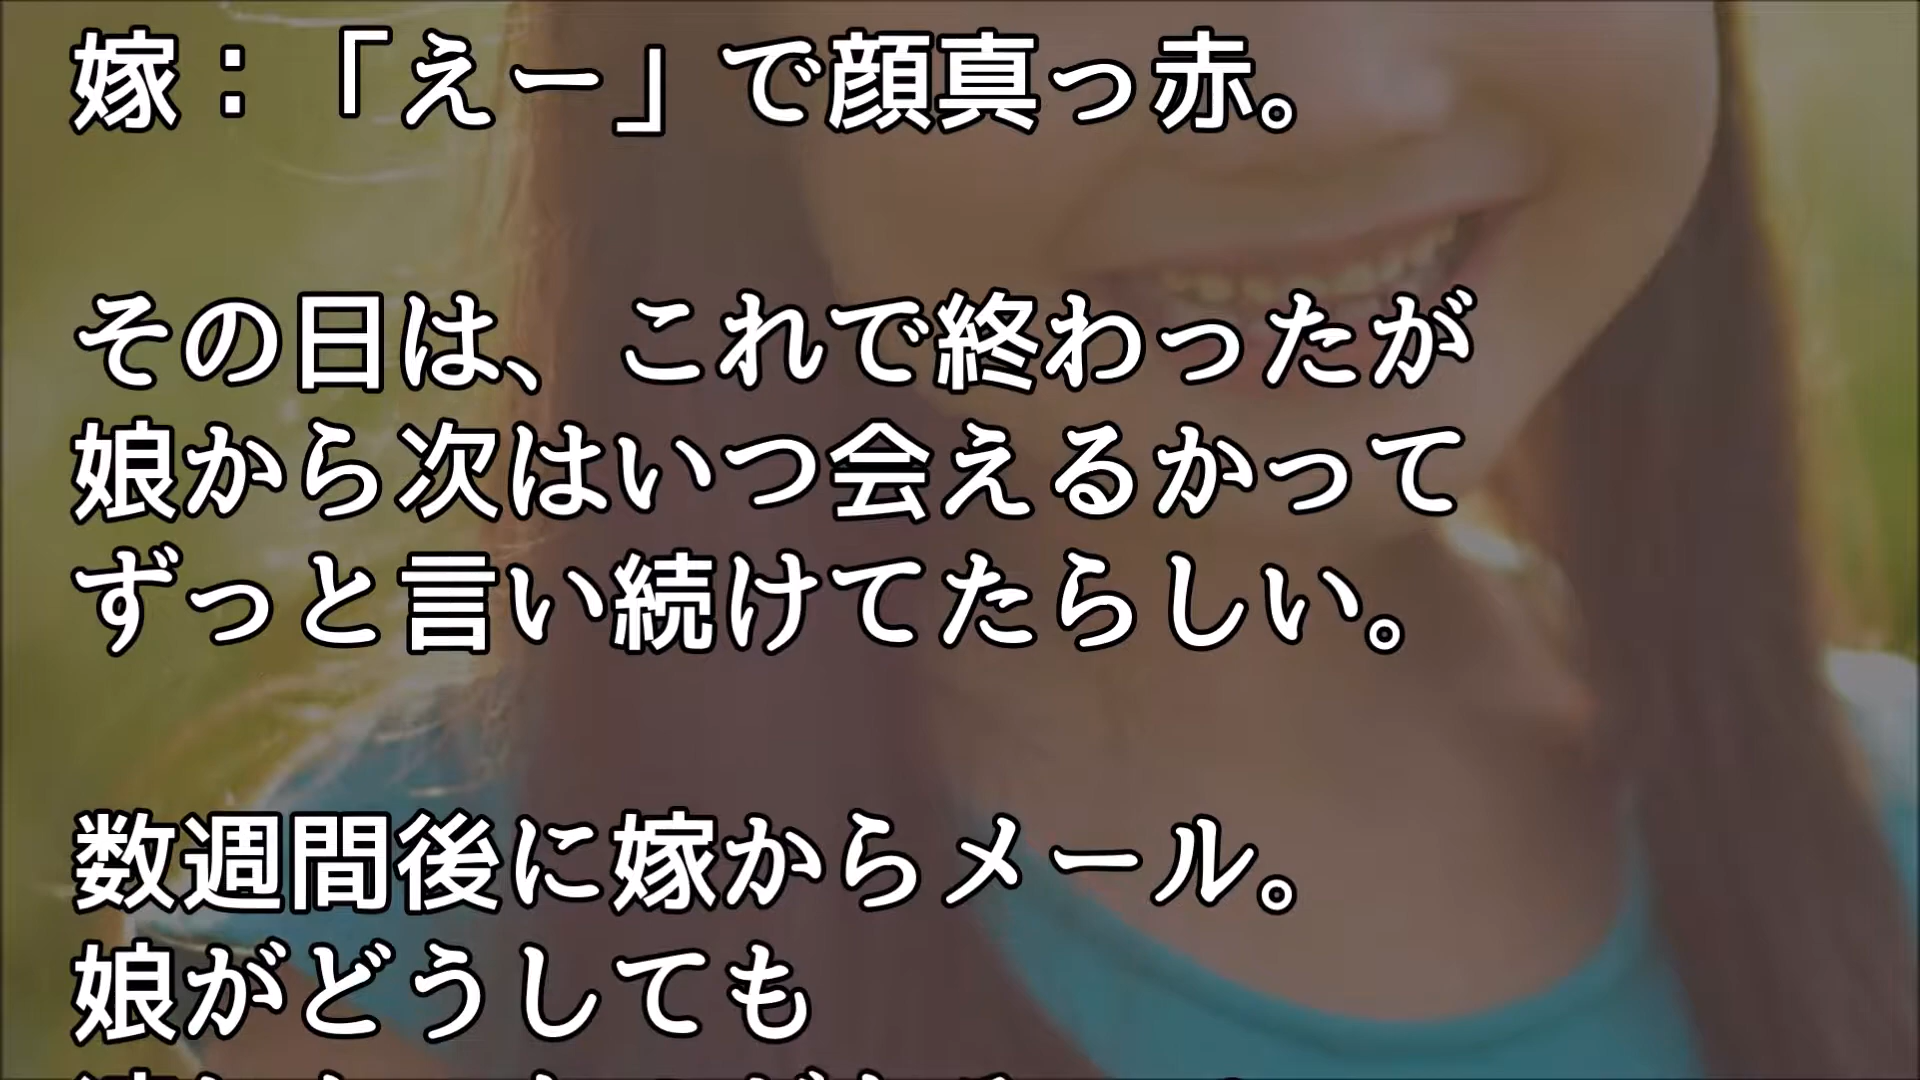 嫁：「えー」で顔真っ赤。
その日は、これで終わったが
娘から次はいつ会えるかって
ずっと言い続けてたらしい。
数週間後に嫁からメール。
娘がどうしても